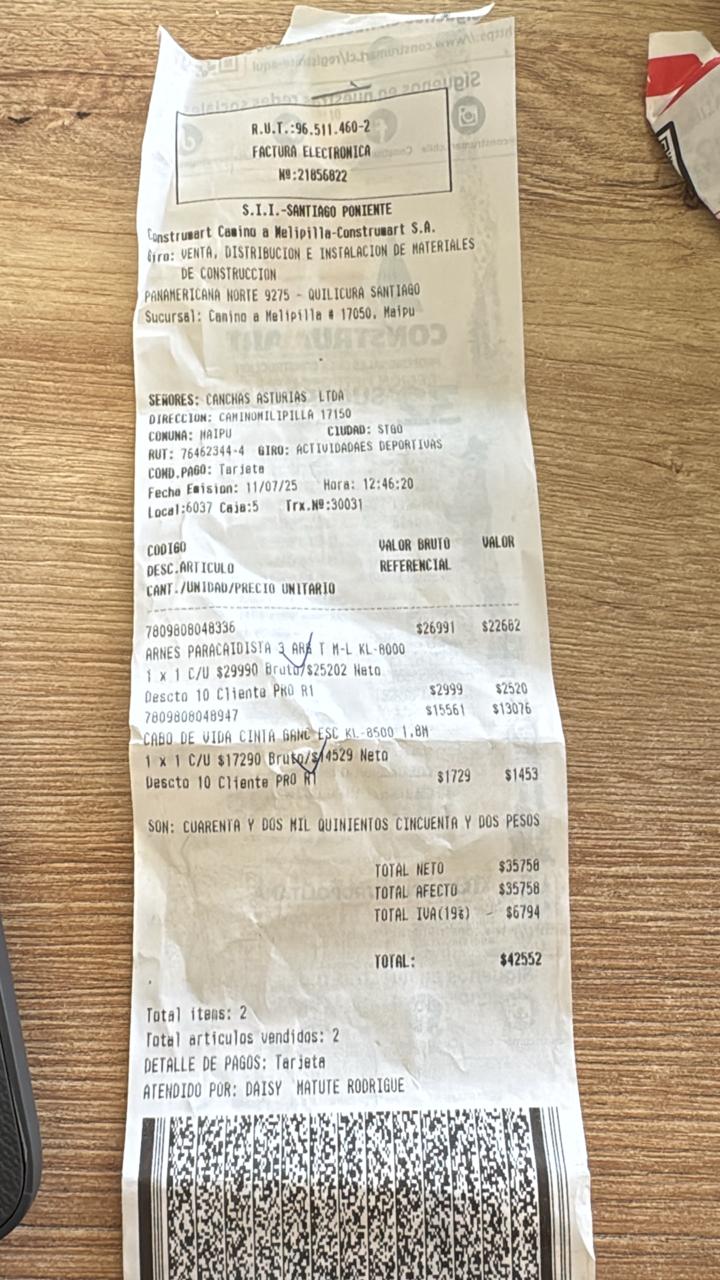 R.U.T.:96.511.460-2
FACTURA ELECTRONICA
Nº:21856822
S.I.I.-SANTIAGO PONIENTE
Construmart Camino a Melipilla-Construmart S.A.
Giro: VENTA, DISTRIBUCION E INSTALACION DE MATERIALES
DE CONSTRUCCION
PANAMERICANA NORTE 9275 - QUILICURA SANTIAGO
Sucursal: Camino a Melipilla # 17050, Maipu
SEÑORES: CANCHAS ASTURIAS LTDA
DIRECCION: CAMINOMILIPILLA 17150
COMUNA: MAIPU CIUDAD: STGO
RUT: 76462344-4 GIRO: ACTIVIDADAES DEPORTIVAS
COND.PAGO: Tarjeta
Fecha Emision: 11/07/25 Hora: 12:46:20
Local:6037 Caja:5 Trx.Nº:30031
CODIGO VALOR BRUTO VALOR
DESC.ARTICULO REFERENCIAL
CANT./UNIDAD/PRECIO UNITARIO
7809808048336 $26991 $22682
ARNES PARACAIDISTA 3 ARG T M-L KL-8000
1 x 1 C/U $29990 Bruto/$25202 Neto
Descto 10 Cliente PRO R1 $2999 $2520
7809808048947 $15561 $13076
CABO DE VIDA CINTA GANC ESC KL-8500 1.8M
1 x 1 C/U $17290 Bruto/$14529 Neto
Descto 10 Cliente PRO R1 $1729 $1453
SON: CUARENTA Y DOS MIL QUINIENTOS CINCUENTA Y DOS PESOS
TOTAL NETO $35758
TOTAL AFECTO $35758
TOTAL IVA(19%) $6794
TOTAL: $42552
Total items: 2
Total articulos vendidos: 2
DETALLE DE PAGOS: Tarjeta
ATENDIDO POR: DAISY MATUTE RODRIGUE